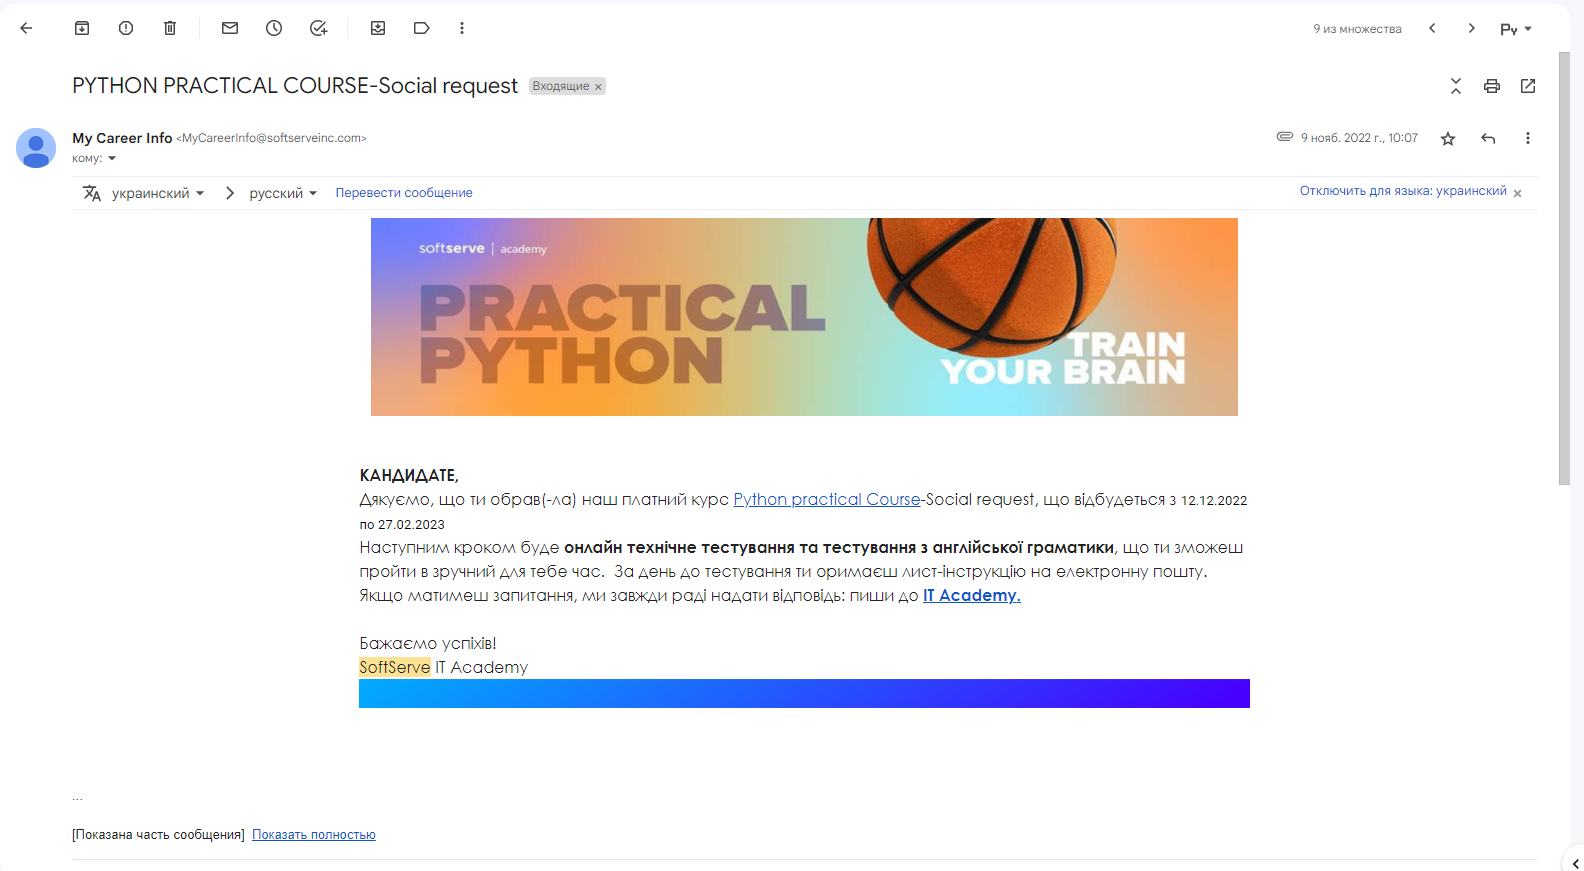 9 из множества
Ру
PYTHON PRACTICAL COURSE-Social request Входящие ×
My Career Info <MyCareerInfo@softserveinc.com>
9 нояб. 2022 г., 10:07
кому:
украинский > русский Перевести сообщение
Отключить для языка: украинский ×
softserve | academy
PRACTICAL
PYTHON
TRAIN
YOUR BRAIN
КАНДИДАТЕ,
Дякуємо, що ти обрав(-ла) наш платний курс Python practical Course-Social request, що відбудеться з 12.12.2022
по 27.02.2023
Наступним кроком буде онлайн технічне тестування та тестування з англійської граматики, що ти зможеш
пройти в зручний для тебе час. За день до тестування ти оримаєш лист-інструкцію на електронну пошту.
Якщо матимеш запитання, ми завжди раді надати відповідь: пиши до IT Academy.
Бажаємо успіхів!
SoftServe IT Academy
...
[Показана часть сообщения] Показать полностью